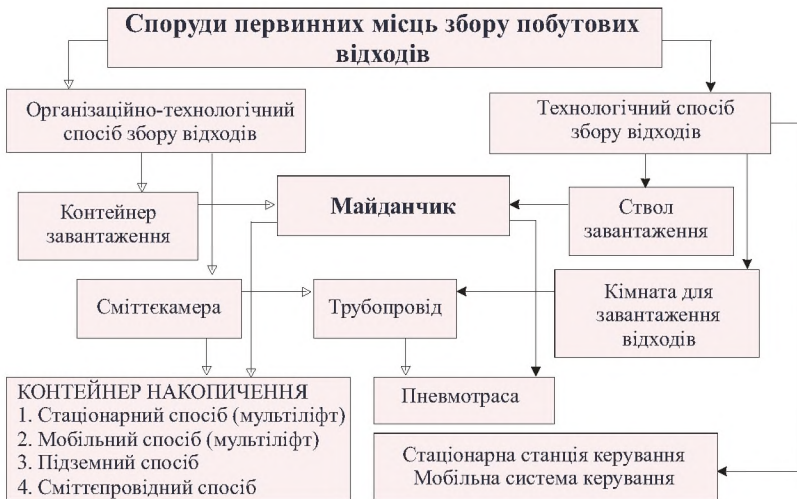 Споруди первинних місць збору побутових
відходів
Організаційно-технологічний
спосіб збору відходів
Технологічний спосіб
збору відходів
Контейнер
завантаження
Майданчик
Ствол
завантаження
Сміттєкамера
Трубопровід
Кімната для
завантаження
відходів
КОНТЕЙНЕР НАКОПИЧЕННЯ
1. Стаціонарний спосіб (мультіліфт)
2. Мобільний спосіб (мультіліфт)
3. Підземний спосіб
4. Сміттєпровідний спосіб
Пневмотраса
Стаціонарна станція керування
Мобільна система керування